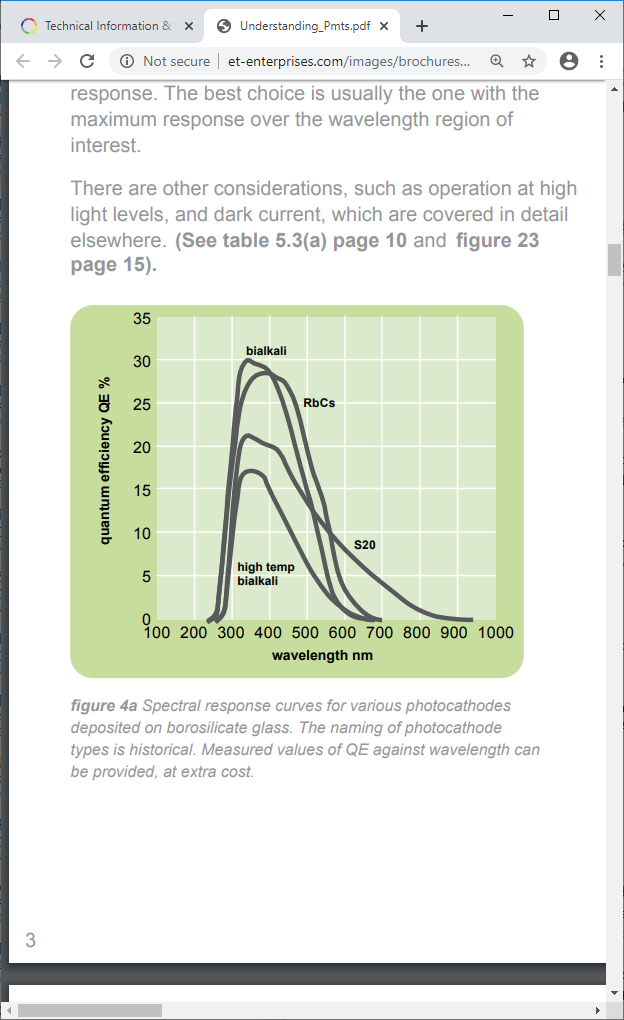 Technical Information &
Understanding_Pmts.pdf
Not secure | et-enterprises.com/images/brochures...
response. The best choice is usually the one with the
maximum response over the wavelength region of
interest.
There are other considerations, such as operation at high
light levels, and dark current, which are covered in detail
elsewhere. (See table 5.3(a) page 10 and figure 23
page 15).
quantum efficiency QE %
35
30
25
20
15
10
5
0
bialkali
RbCs
S20
high temp
bialkali
100 200 300 400 500 600 700 800 900 1000
wavelength nm
figure 4a Spectral response curves for various photocathodes
deposited on borosilicate glass. The naming of photocathode
types is historical. Measured values of QE against wavelength can
be provided, at extra cost.
3